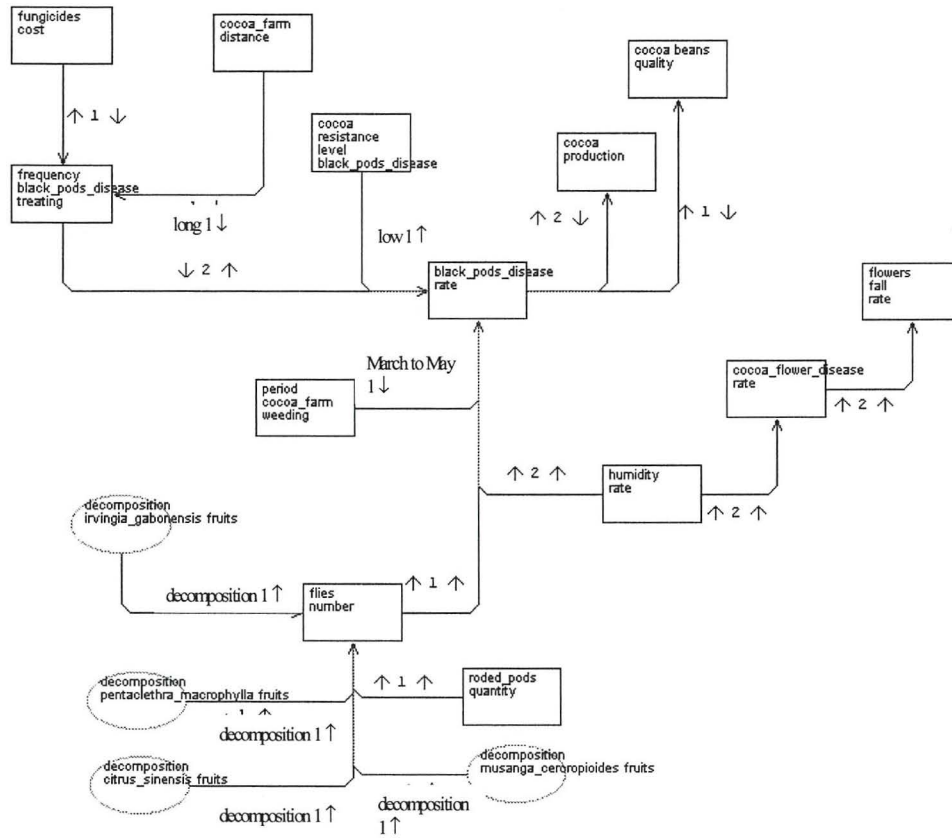 fungicides
cost
cocoa_farm
distance
cocoa beans
quality
↑ 1 ↓
cocoa
resistance
level
black_pods_disease
cocoa
production
frequency
black_pods_disease
treating
long 1 ↓
low 1 ↑
↑ 2 ↓
↑ 1 ↓
↓ 2 ↑
black_pods_disease
rate
flowers
fall
rate
March to May
1 ↓
period
cocoa_farm
weeding
cocoa_flower_disease
rate
↑ 2 ↑
↑ 2 ↑
humidity
rate
↑ 2 ↑
decomposition
irvingia_gabonensis fruits
decomposition 1 ↑
↑ 1 ↑
flies
number
decomposition
pentaclethra_macrophylla fruits
decomposition 1 ↑
↑ 1 ↑
roded_pods
quantity
decomposition
citrus_sinensis fruits
decomposition 1 ↑
decomposition
musanga_cercropioides fruits
decomposition
1 ↑